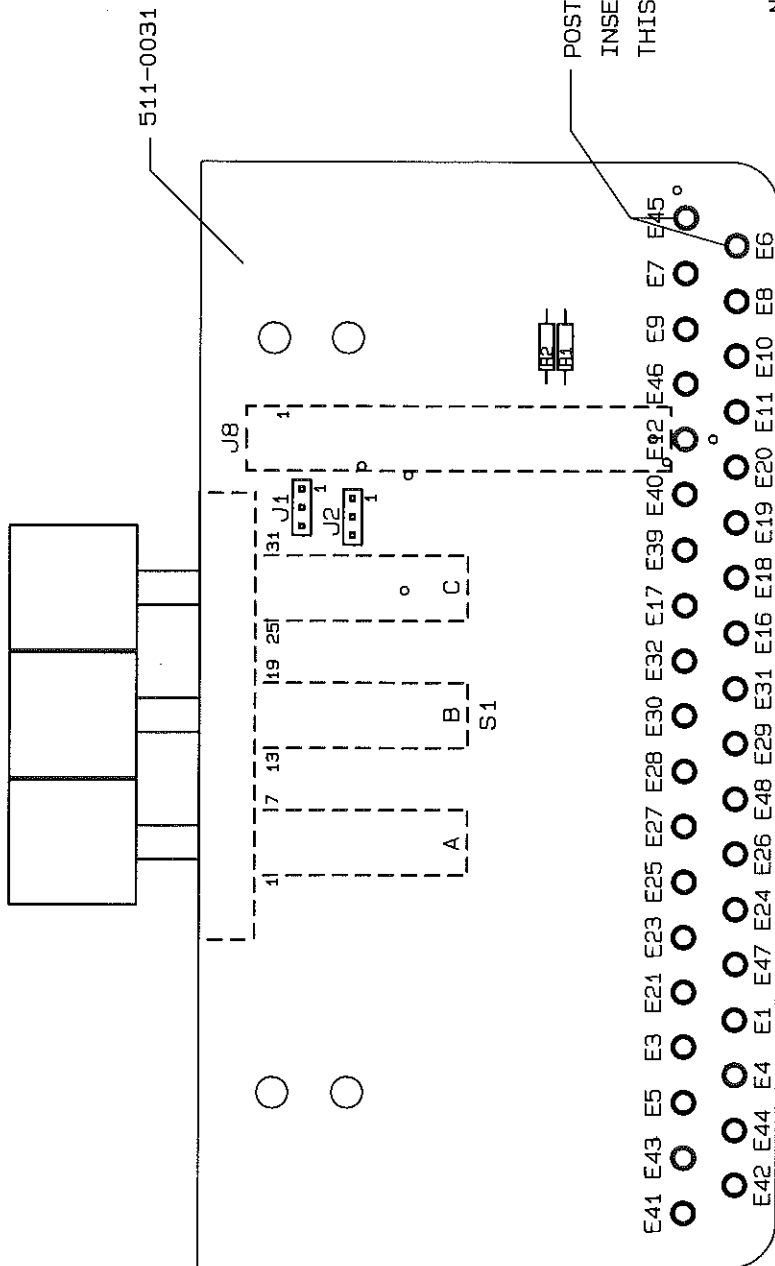 511-0031
POST
INSE
THIS
N
J8
1
J1
1
J2
1
31
25
19
13
7
1
C
B
A
S1
R2
R1
E45
E7
E9
E46
E12
E40
E39
E17
E32
E30
E28
E27
E25
E23
E21
E3
E5
E43
E41
E6
E8
E10
E11
E20
E19
E18
E16
E31
E29
E48
E26
E24
E47
E1
E4
E44
E42